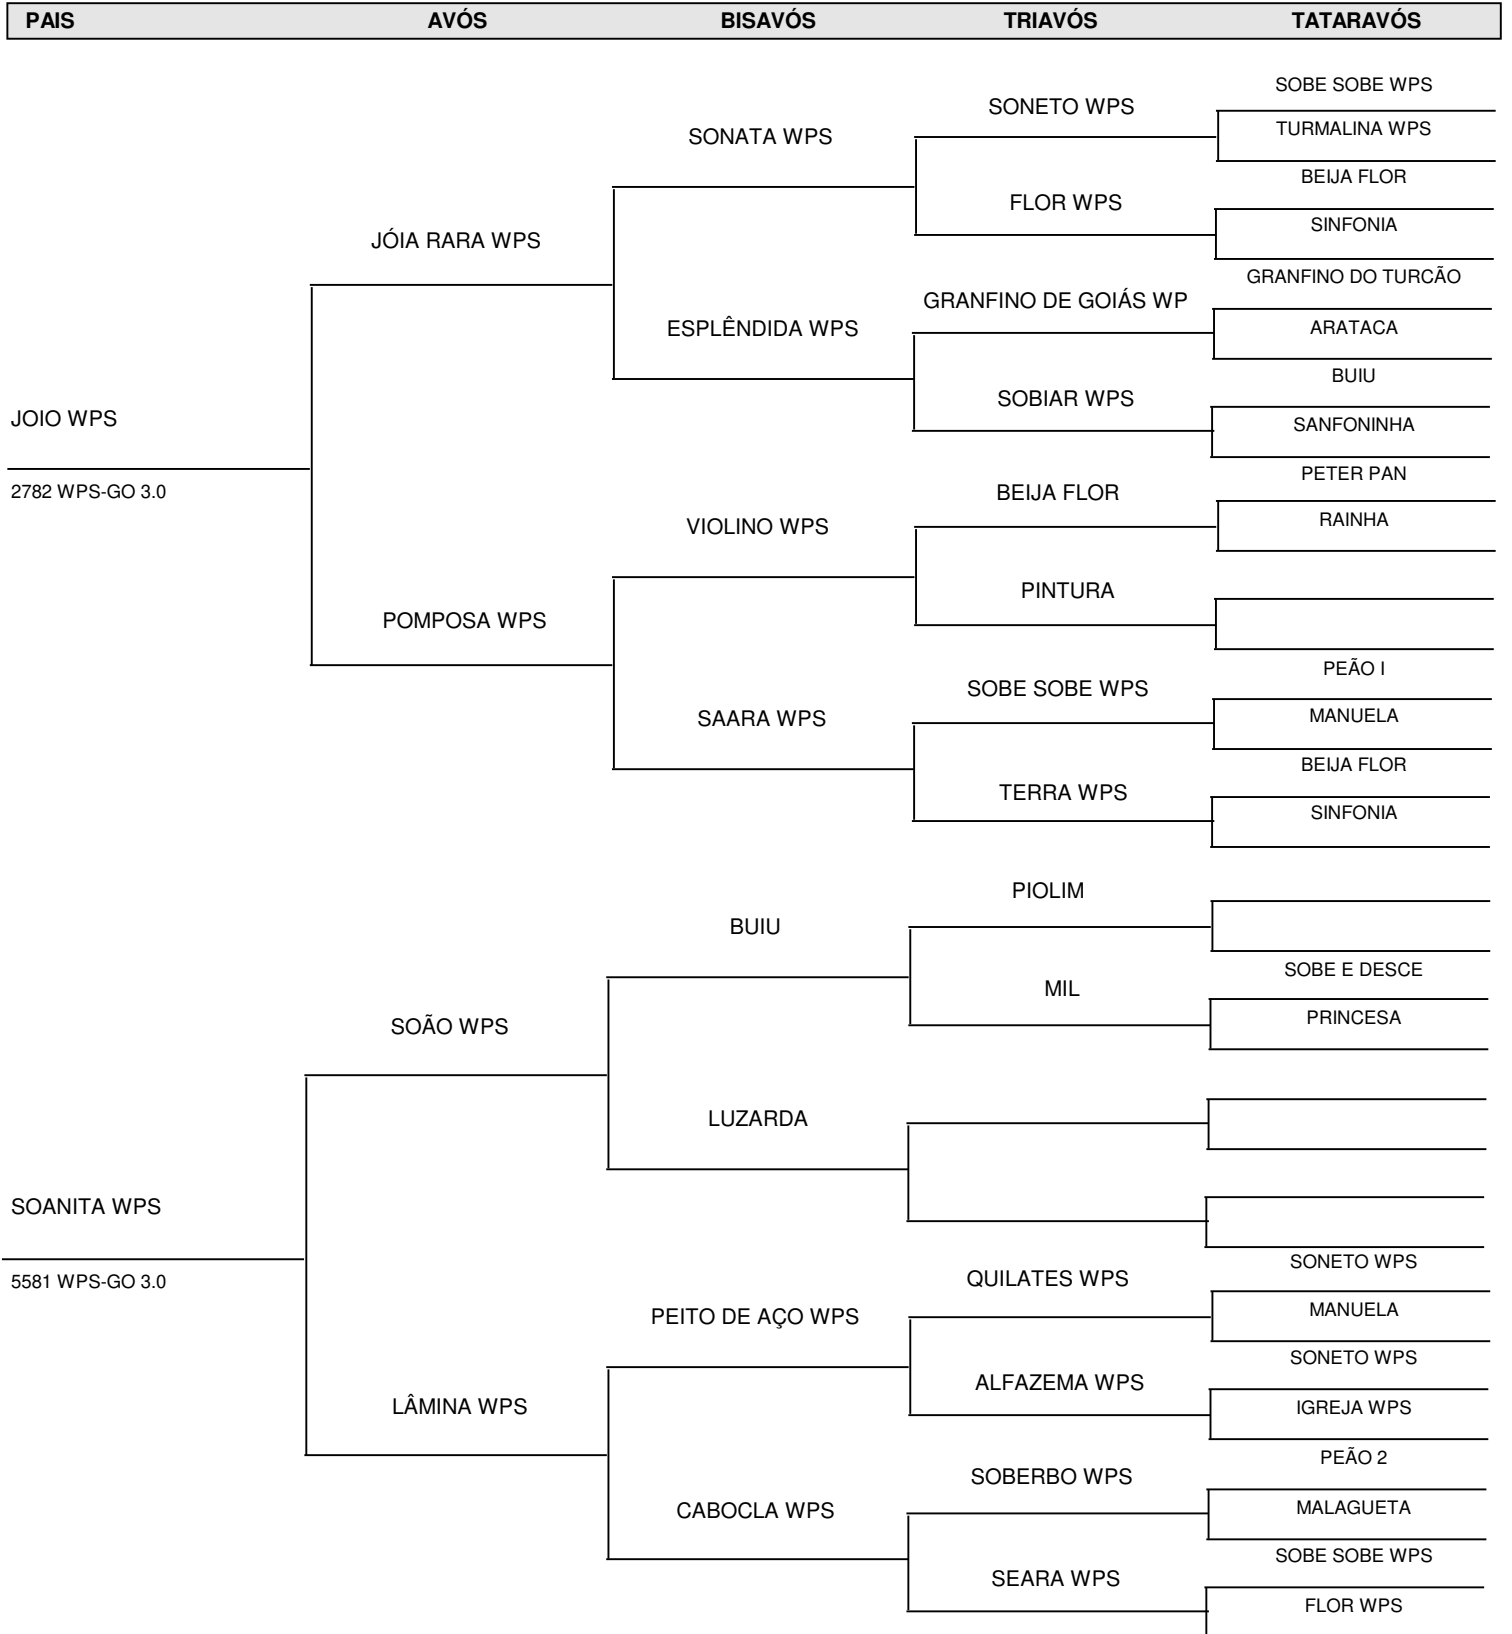 PAIS AVÓS BISAVÓS TRIAVÓS TATARAVÓS
SOBE SOBE WPS
SONETO WPS
TURMALINA WPS
SONATA WPS
BEIJA FLOR
FLOR WPS
SINFONIA
JÓIA RARA WPS
GRANFINO DO TURCÃO
GRANFINO DE GOIÁS WP
ARATACA
ESPLÊNDIDA WPS
BUIU
SOBIAR WPS
SANFONINHA
JOIO WPS
2782 WPS-GO 3.0
PETER PAN
BEIJA FLOR
RAINHA
VIOLINO WPS
PINTURA
POMPOSA WPS
PEÃO I
SOBE SOBE WPS
MANUELA
SAARA WPS
BEIJA FLOR
TERRA WPS
SINFONIA
PIOLIM
BUIU
SOBE E DESCE
MIL
PRINCESA
SOÃO WPS
LUZARDA
SOANITA WPS
5581 WPS-GO 3.0
SONETO WPS
QUILATES WPS
MANUELA
PEITO DE AÇO WPS
SONETO WPS
ALFAZEMA WPS
IGREJA WPS
LÂMINA WPS
PEÃO 2
SOBERBO WPS
MALAGUETA
CABOCLA WPS
SOBE SOBE WPS
SEARA WPS
FLOR WPS